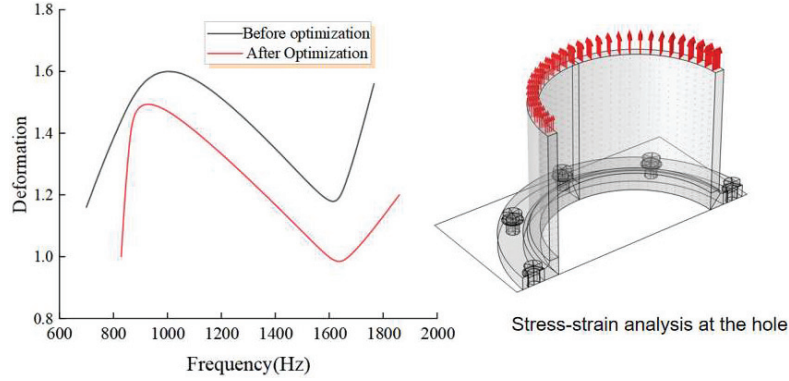 1.8
1.6
1.4
1.2
1.0
0.8
Deformation
Before optimization
After Optimization
600 800 1000 1200 1400 1600 1800 2000
Frequency(Hz)
Stress-strain analysis at the hole